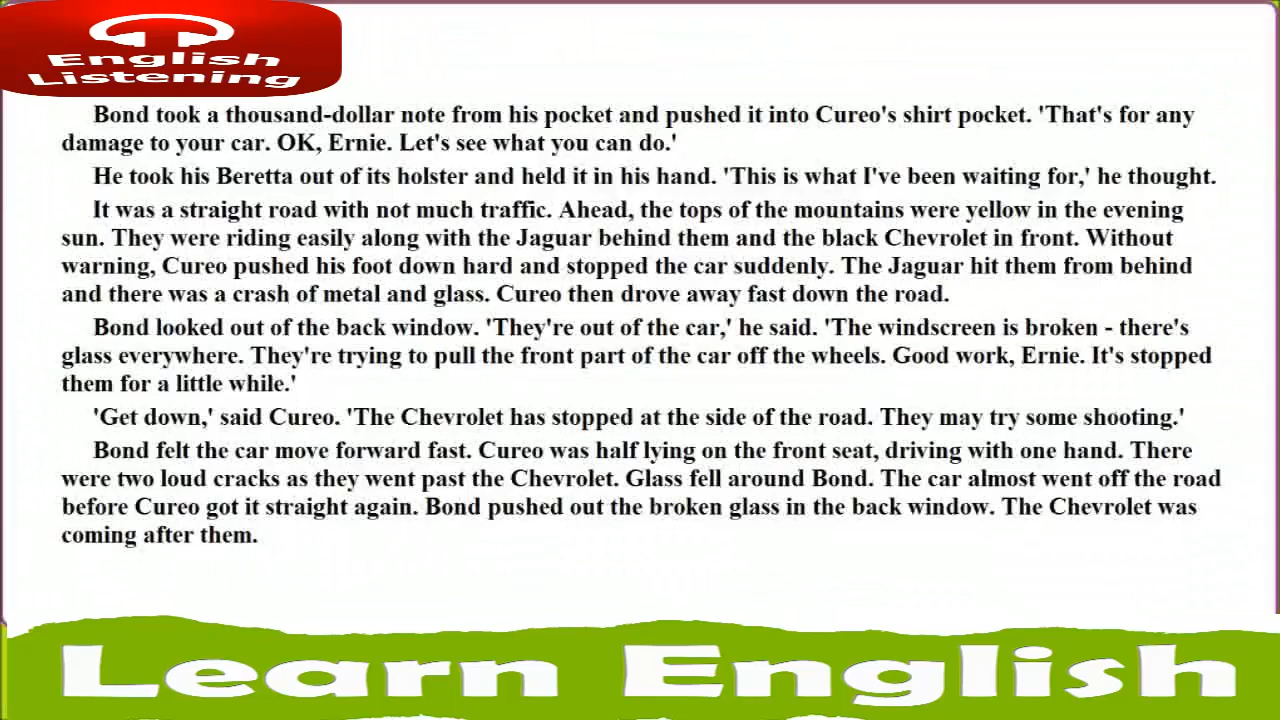 English
Listening
Bond took a thousand-dollar note from his pocket and pushed it into Cureo's shirt pocket. 'That's for any
damage to your car. OK, Ernie. Let's see what you can do.'
He took his Beretta out of its holster and held it in his hand. 'This is what I've been waiting for,' he thought.
It was a straight road with not much traffic. Ahead, the tops of the mountains were yellow in the evening
sun. They were riding easily along with the Jaguar behind them and the black Chevrolet in front. Without
warning, Cureo pushed his foot down hard and stopped the car suddenly. The Jaguar hit them from behind
and there was a crash of metal and glass. Cureo then drove away fast down the road.
Bond looked out of the back window. 'They're out of the car,' he said. 'The windscreen is broken - there's
glass everywhere. They're trying to pull the front part of the car off the wheels. Good work, Ernie. It's stopped
them for a little while.'
'Get down,' said Cureo. 'The Chevrolet has stopped at the side of the road. They may try some shooting.'
Bond felt the car move forward fast. Cureo was half lying on the front seat, driving with one hand. There
were two loud cracks as they went past the Chevrolet. Glass fell around Bond. The car almost went off the road
before Cureo got it straight again. Bond pushed out the broken glass in the back window. The Chevrolet was
coming after them.
Learn English